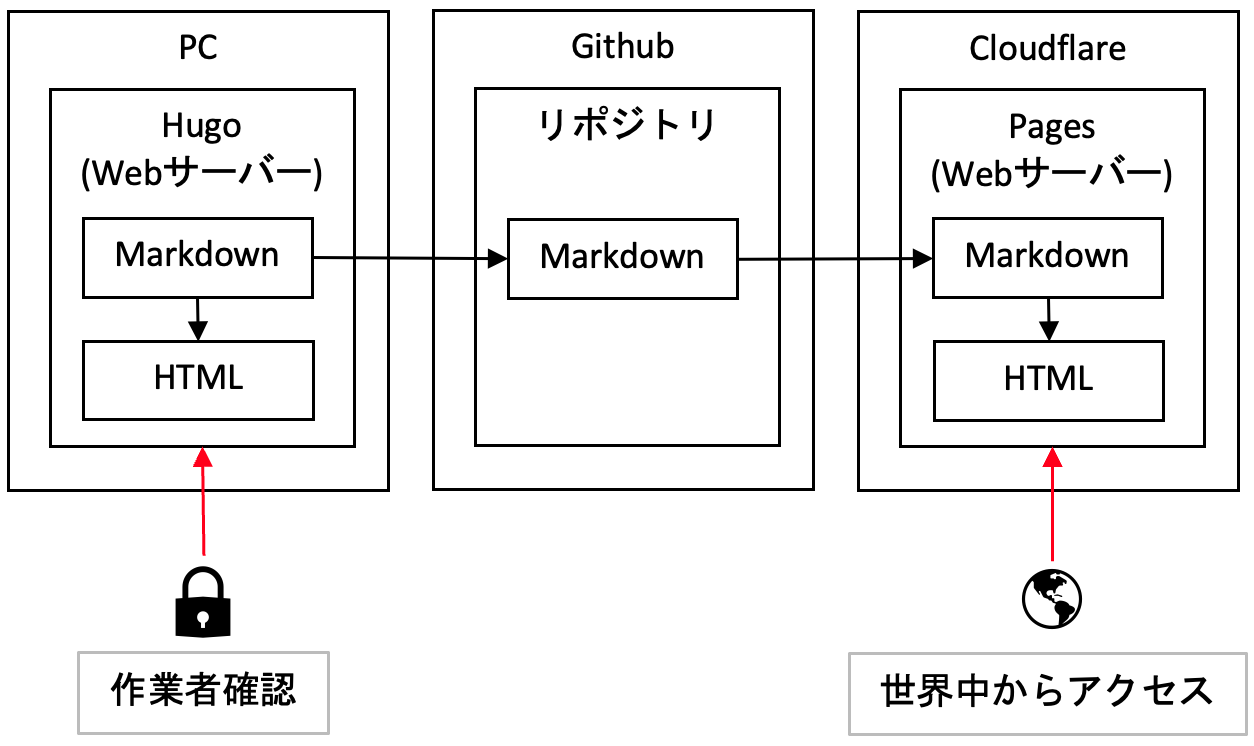 PC
Hugo
(Webサーバー)
Markdown
HTML
作業者確認
Github
リポジトリ
Markdown
Cloudflare
Pages
(Webサーバー)
Markdown
HTML
世界中からアクセス